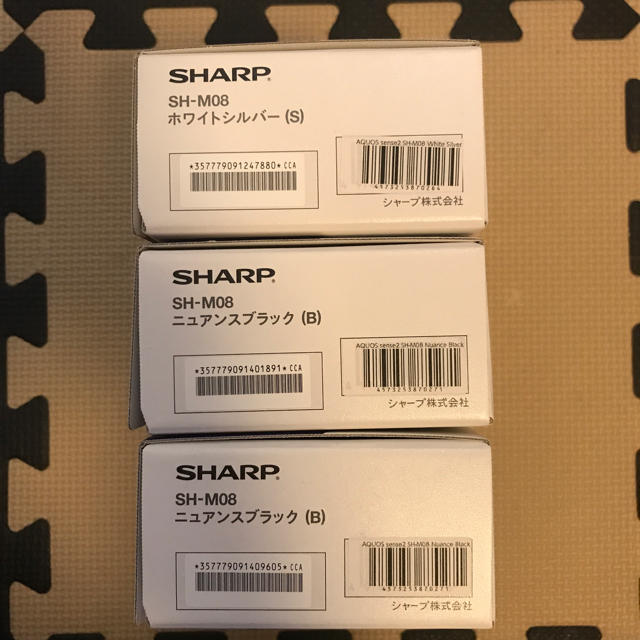 SHARP
SH-M08
ホワイトシルバー (S)
*357779091247880*CCA
AQUOS sense2 SH-M08 White Silver
4573253870264
シャープ株式会社
SHARP
SH-M08
ニュアンスブラック (B)
*357779091401891*CCA
AQUOS sense2 SH-M08 Nuance Black
4573253870271
シャープ株式会社
SHARP
SH-M08
ニュアンスブラック (B)
*357779091409605*CCA
AQUOS sense2 SH-M08 Nuance Black
4573253870271
シャープ株式会社